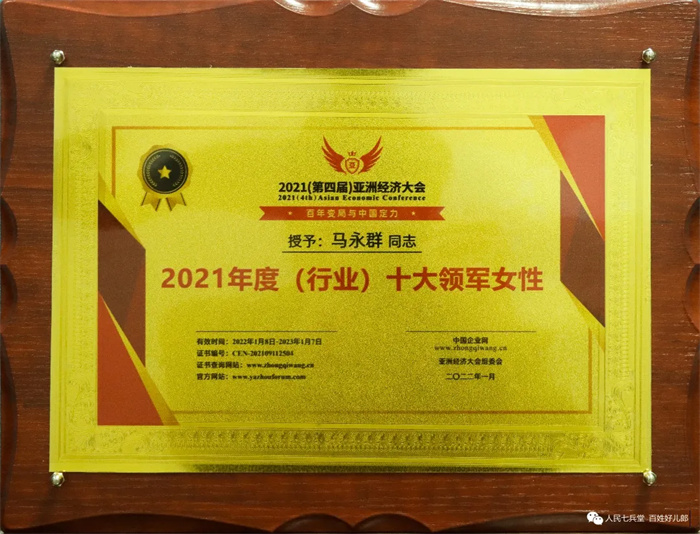 2021(第四届)亚洲经济大会
2021(4th)Asian Economic Conference
百年变局与中国定力
授予：马永群 同志
2021年度（行业）十大领军女性
有效时间：2022年1月8日-2023年1月7日
证书编号：CEN-202109112504
证书查询网站：www.zhongqiwang.cn
官方网站：www.yazhouforum.com
中国企业网
www.zhongqiwang.cn
亚洲经济大会组委会
二〇二二年一月
人民七兵堂 百姓好儿郎